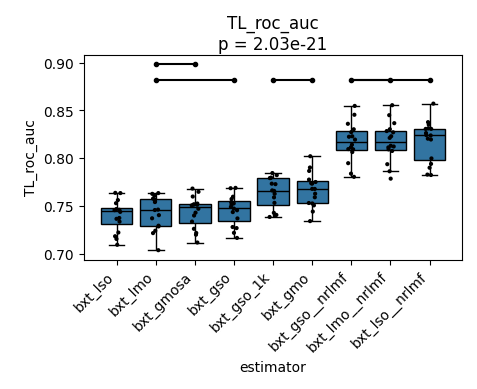 TL_roc_auc
p = 2.03e-21
TL_roc_auc
0.90
0.85
0.80
0.75
0.70
bxt_lso
bxt_lmo
bxt_gmosa
bxt_gso
bxt_gso_1k
bxt_gmo
bxt_gso__nrlmf
bxt_lmo__nrlmf
bxt_lso__nrlmf
estimator